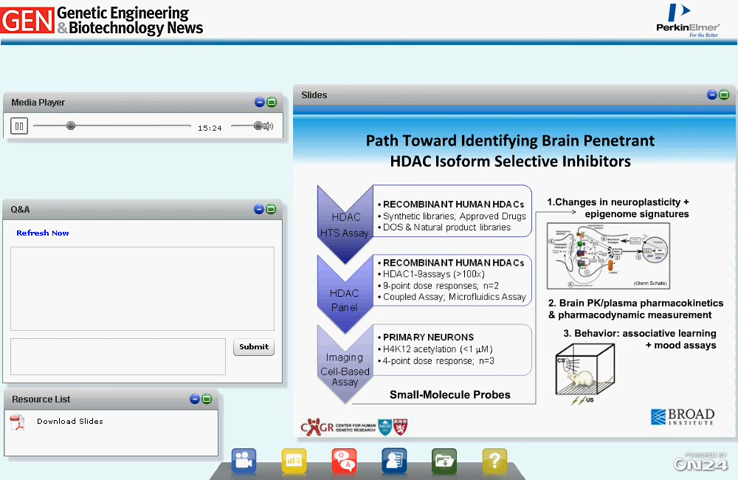 GEN Genetic Engineering
& Biotechnology News
PerkinElmer
For the Better
Media Player
15:24
Q&A
Refresh Now
Submit
Resource List
Download Slides
Slides
Path Toward Identifying Brain Penetrant
HDAC Isoform Selective Inhibitors
HDAC
HTS Assay
• RECOMBINANT HUMAN HDACs
• Synthetic libraries; Approved Drugs
• DOS & Natural product libraries
HDAC
Panel
• RECOMBINANT HUMAN HDACs
• HDAC1-9assays (>100x)
• 9-point dose responses; n=2
• Coupled Assay; Microfluidics Assay
Imaging
Cell-Based
Assay
• PRIMARY NEURONS
• H4K12 acetylation (<1 µM)
• 4-point dose response; n=3
Small-Molecule Probes
1.Changes in neuroplasticity +
epigenome signatures
2. Brain PK/plasma pharmacokinetics
& pharmacodynamic measurement
3. Behavior: associative learning
+ mood assays
CS
US
CHGR CENTER FOR HUMAN
GENETIC RESEARCH
BROAD
INSTITUTE
Q
A
?
POWERED BY
ON24